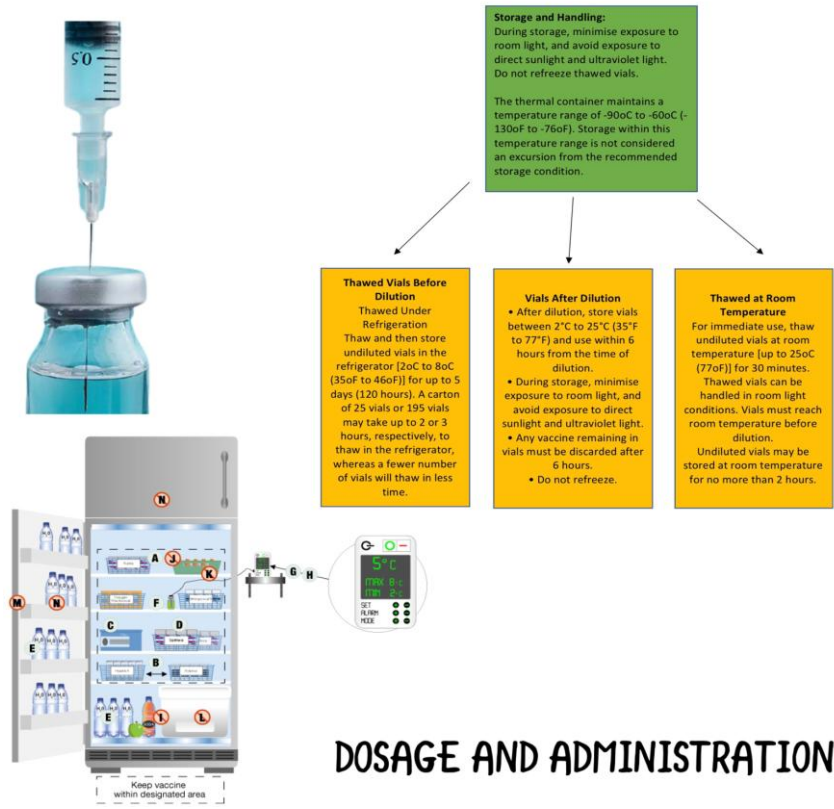 0.5
Storage and Handling:
During storage, minimise exposure to
room light, and avoid exposure to
direct sunlight and ultraviolet light.
Do not refreeze thawed vials.
The thermal container maintains a
temperature range of -90oC to -60oC (-
130oF to -76oF). Storage within this
temperature range is not considered
an excursion from the recommended
storage condition.
Thawed Vials Before
Dilution
Thawed Under
Refrigeration
Thaw and then store
undiluted vials in the
refrigerator [2oC to 8oC
(35oF to 46oF)] for up to 5
days (120 hours). A carton
of 25 vials or 195 vials
may take up to 2 or 3
hours, respectively, to
thaw in the refrigerator,
whereas a fewer number
of vials will thaw in less
time.
Vials After Dilution
• After dilution, store vials
between 2°C to 25°C (35°F
to 77°F) and use within 6
hours from the time of
dilution.
• During storage, minimise
exposure to room light, and
avoid exposure to direct
sunlight and ultraviolet light.
• Any vaccine remaining in
vials must be discarded after
6 hours.
• Do not refreeze.
Thawed at Room
Temperature
For immediate use, thaw
undiluted vials at room
temperature [up to 25oC
(77oF)] for 30 minutes.
Thawed vials can be
handled in room light
conditions. Vials must reach
room temperature before
dilution.
Undiluted vials may be
stored at room temperature
for no more than 2 hours.
N
A J
K
G H
M N
F
C D
E
B
E I L
5°C
MAX 8°C
MIN 2°C
SET
ALARM
MODE
Keep vaccine
within designated area
DOSAGE AND ADMINISTRATION